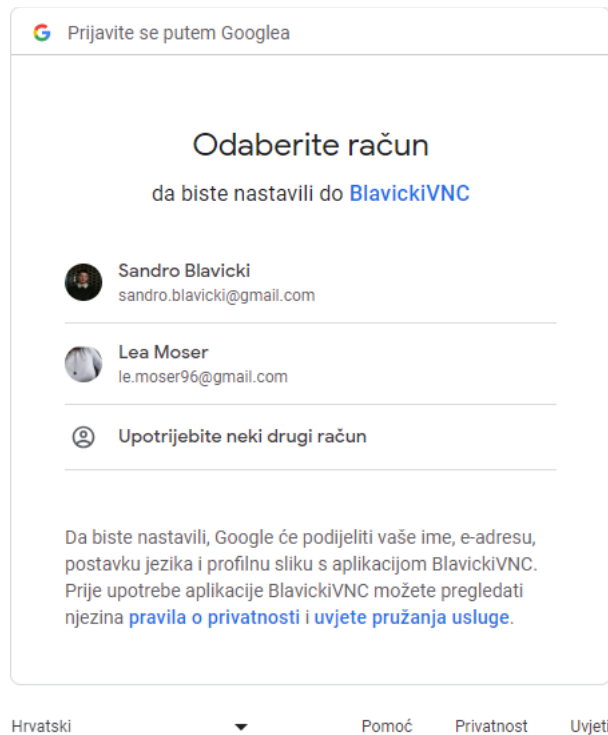 Prijavite se putem Googlea
Odaberite račun
da biste nastavili do BlavickiVNC
Sandro Blavicki
sandro.blavicki@gmail.com
Lea Moser
le.moser96@gmail.com
Upotrijebite neki drugi račun
Da biste nastavili, Google će podijeliti vaše ime, e-adresu,
postavku jezika i profilnu sliku s aplikacijom BlavickiVNC.
Prije upotrebe aplikacije BlavickiVNC možete pregledati
njezina pravila o privatnosti i uvjete pružanja usluge.
Hrvatski Pomoć Privatnost Uvjeti